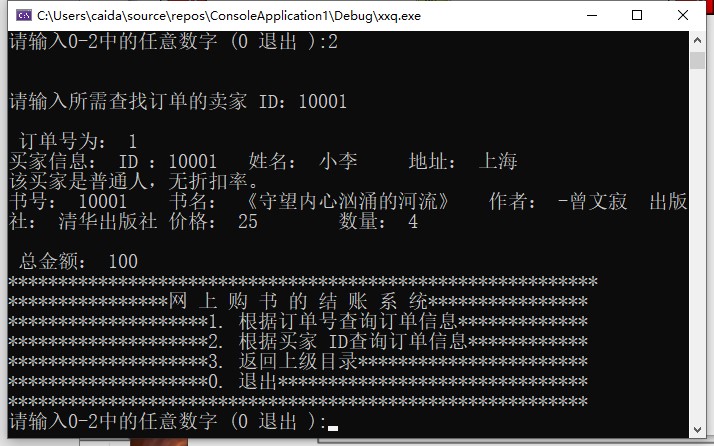 C:\Users\caida\source\repos\ConsoleApplication1\Debug\xxq.exe
请输入0-2中的任意数字 (0 退出 ):2
请输入所需查找订单的卖家 ID: 10001
订单号为: 1
买家信息: ID : 10001 姓名: 小李 地址: 上海
该买家是普通人，无折扣率。
书号: 10001 书名: 《守望内心汹涌的河流》 作者: -曾文寂 出版
社: 清华出版社 价格: 25 数量: 4
总金额: 100
***********************************************************
****************网 上 购 书 的 结 账 系 统****************
********************1. 根据订单号查询订单信息*************
********************2. 根据买家 ID查询订单信息************
********************3. 返回上级目录***********************
********************0. 退出*******************************
**********************************************************
请输入0-2中的任意数字 (0 退出 ):